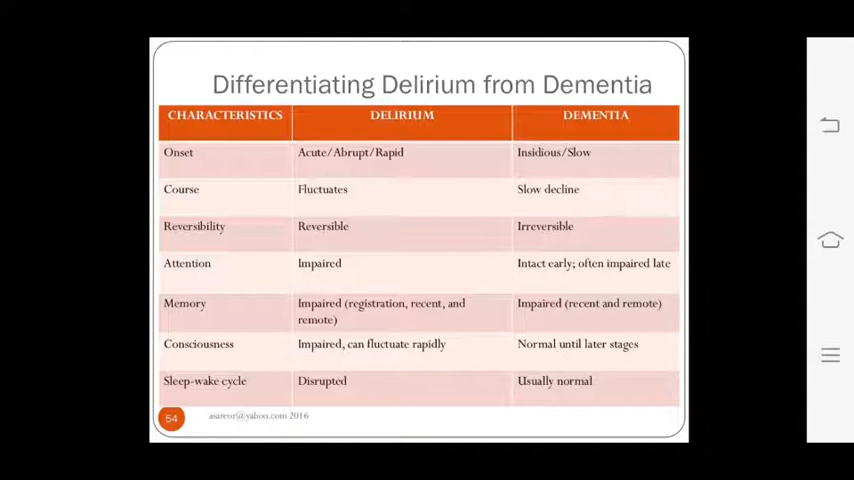 Differentiating Delirium from Dementia
CHARACTERISTICS DELIRIUM DEMENTIA
Onset Acute/Abrupt/Rapid Insidious/Slow
Course Fluctuates Slow decline
Reversibility Reversible Irreversible
Attention Impaired Intact early; often impaired late
Memory Impaired (registration, recent, and Impaired (recent and remote)
remote)
Consciousness Impaired, can fluctuate rapidly Normal until later stages
Sleep-wake cycle Disrupted Usually normal
54 asareor@yahoo.com 2016